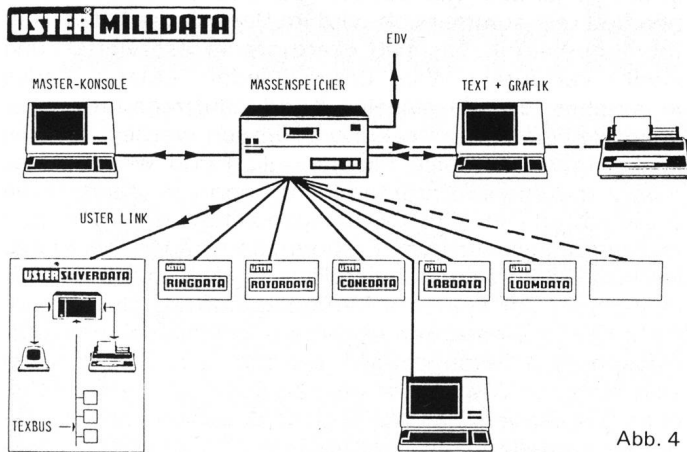 USTER MILLDATA
EDV
MASTER-KONSOLE
MASSENSPEICHER
TEXT + GRAFIK
USTER LINK
USTER SLIVERDATA
USTER RINGDATA
USTER ROTORDATA
USTER CONEDATA
USTER LABDATA
USTER LOOMDATA
TEXBUS
Abb. 4